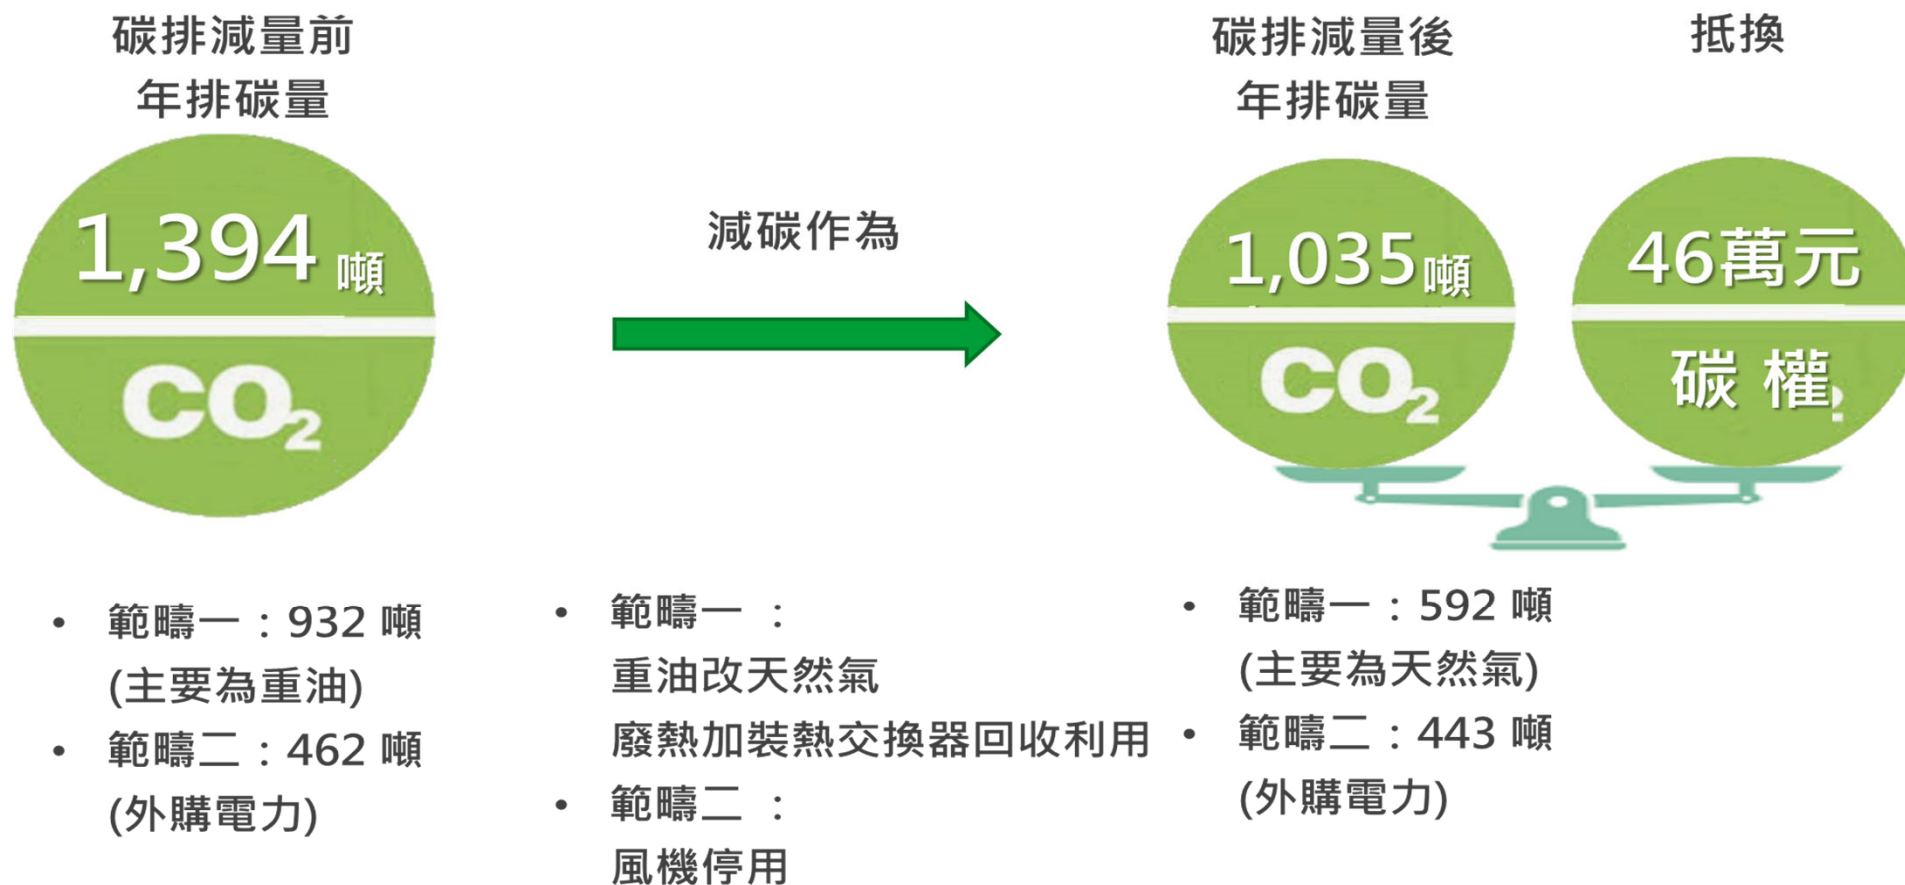 碳排減量前
年排碳量
1,394 噸
CO₂
• 範疇一：932 噸
(主要為重油)
• 範疇二：462 噸
(外購電力)
減碳作為
• 範疇一 ：
重油改天然氣
廢熱加裝熱交換器回收利用
• 範疇二 ：
風機停用
碳排減量後
年排碳量
1,035噸
CO₂
抵換
46萬元
碳 權
• 範疇一：592 噸
(主要為天然氣)
• 範疇二：443 噸
(外購電力)